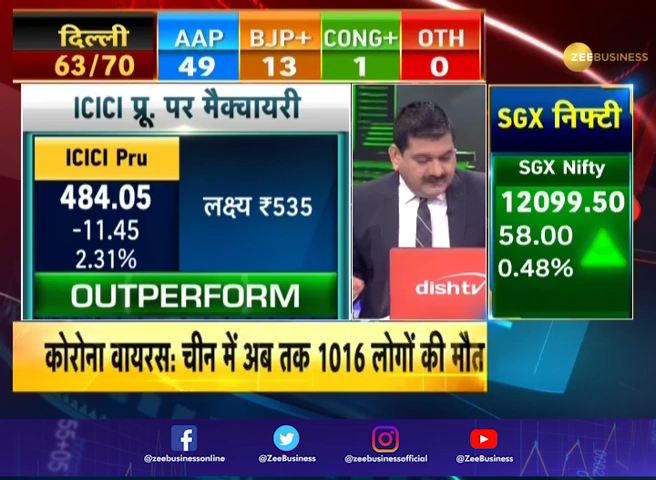 दिल्ली AAP BJP+ CONG+ OTH
63/70 49 13 1 0
ZEEBUSINESS
ICICI प्रू. पर मैक्वायरी
ICICI Pru
484.05
-11.45
2.31%
लक्ष्य ₹535
OUTPERFORM
dishtv
SGX निफ्टी
SGX Nifty
12099.50
58.00
0.48%
कोरोना वायरस: चीन में अब तक 1016 लोगों की मौत
@zeebusinessonline
@ZeeBusiness
@zeebusinessofficial
@ZeeBusiness